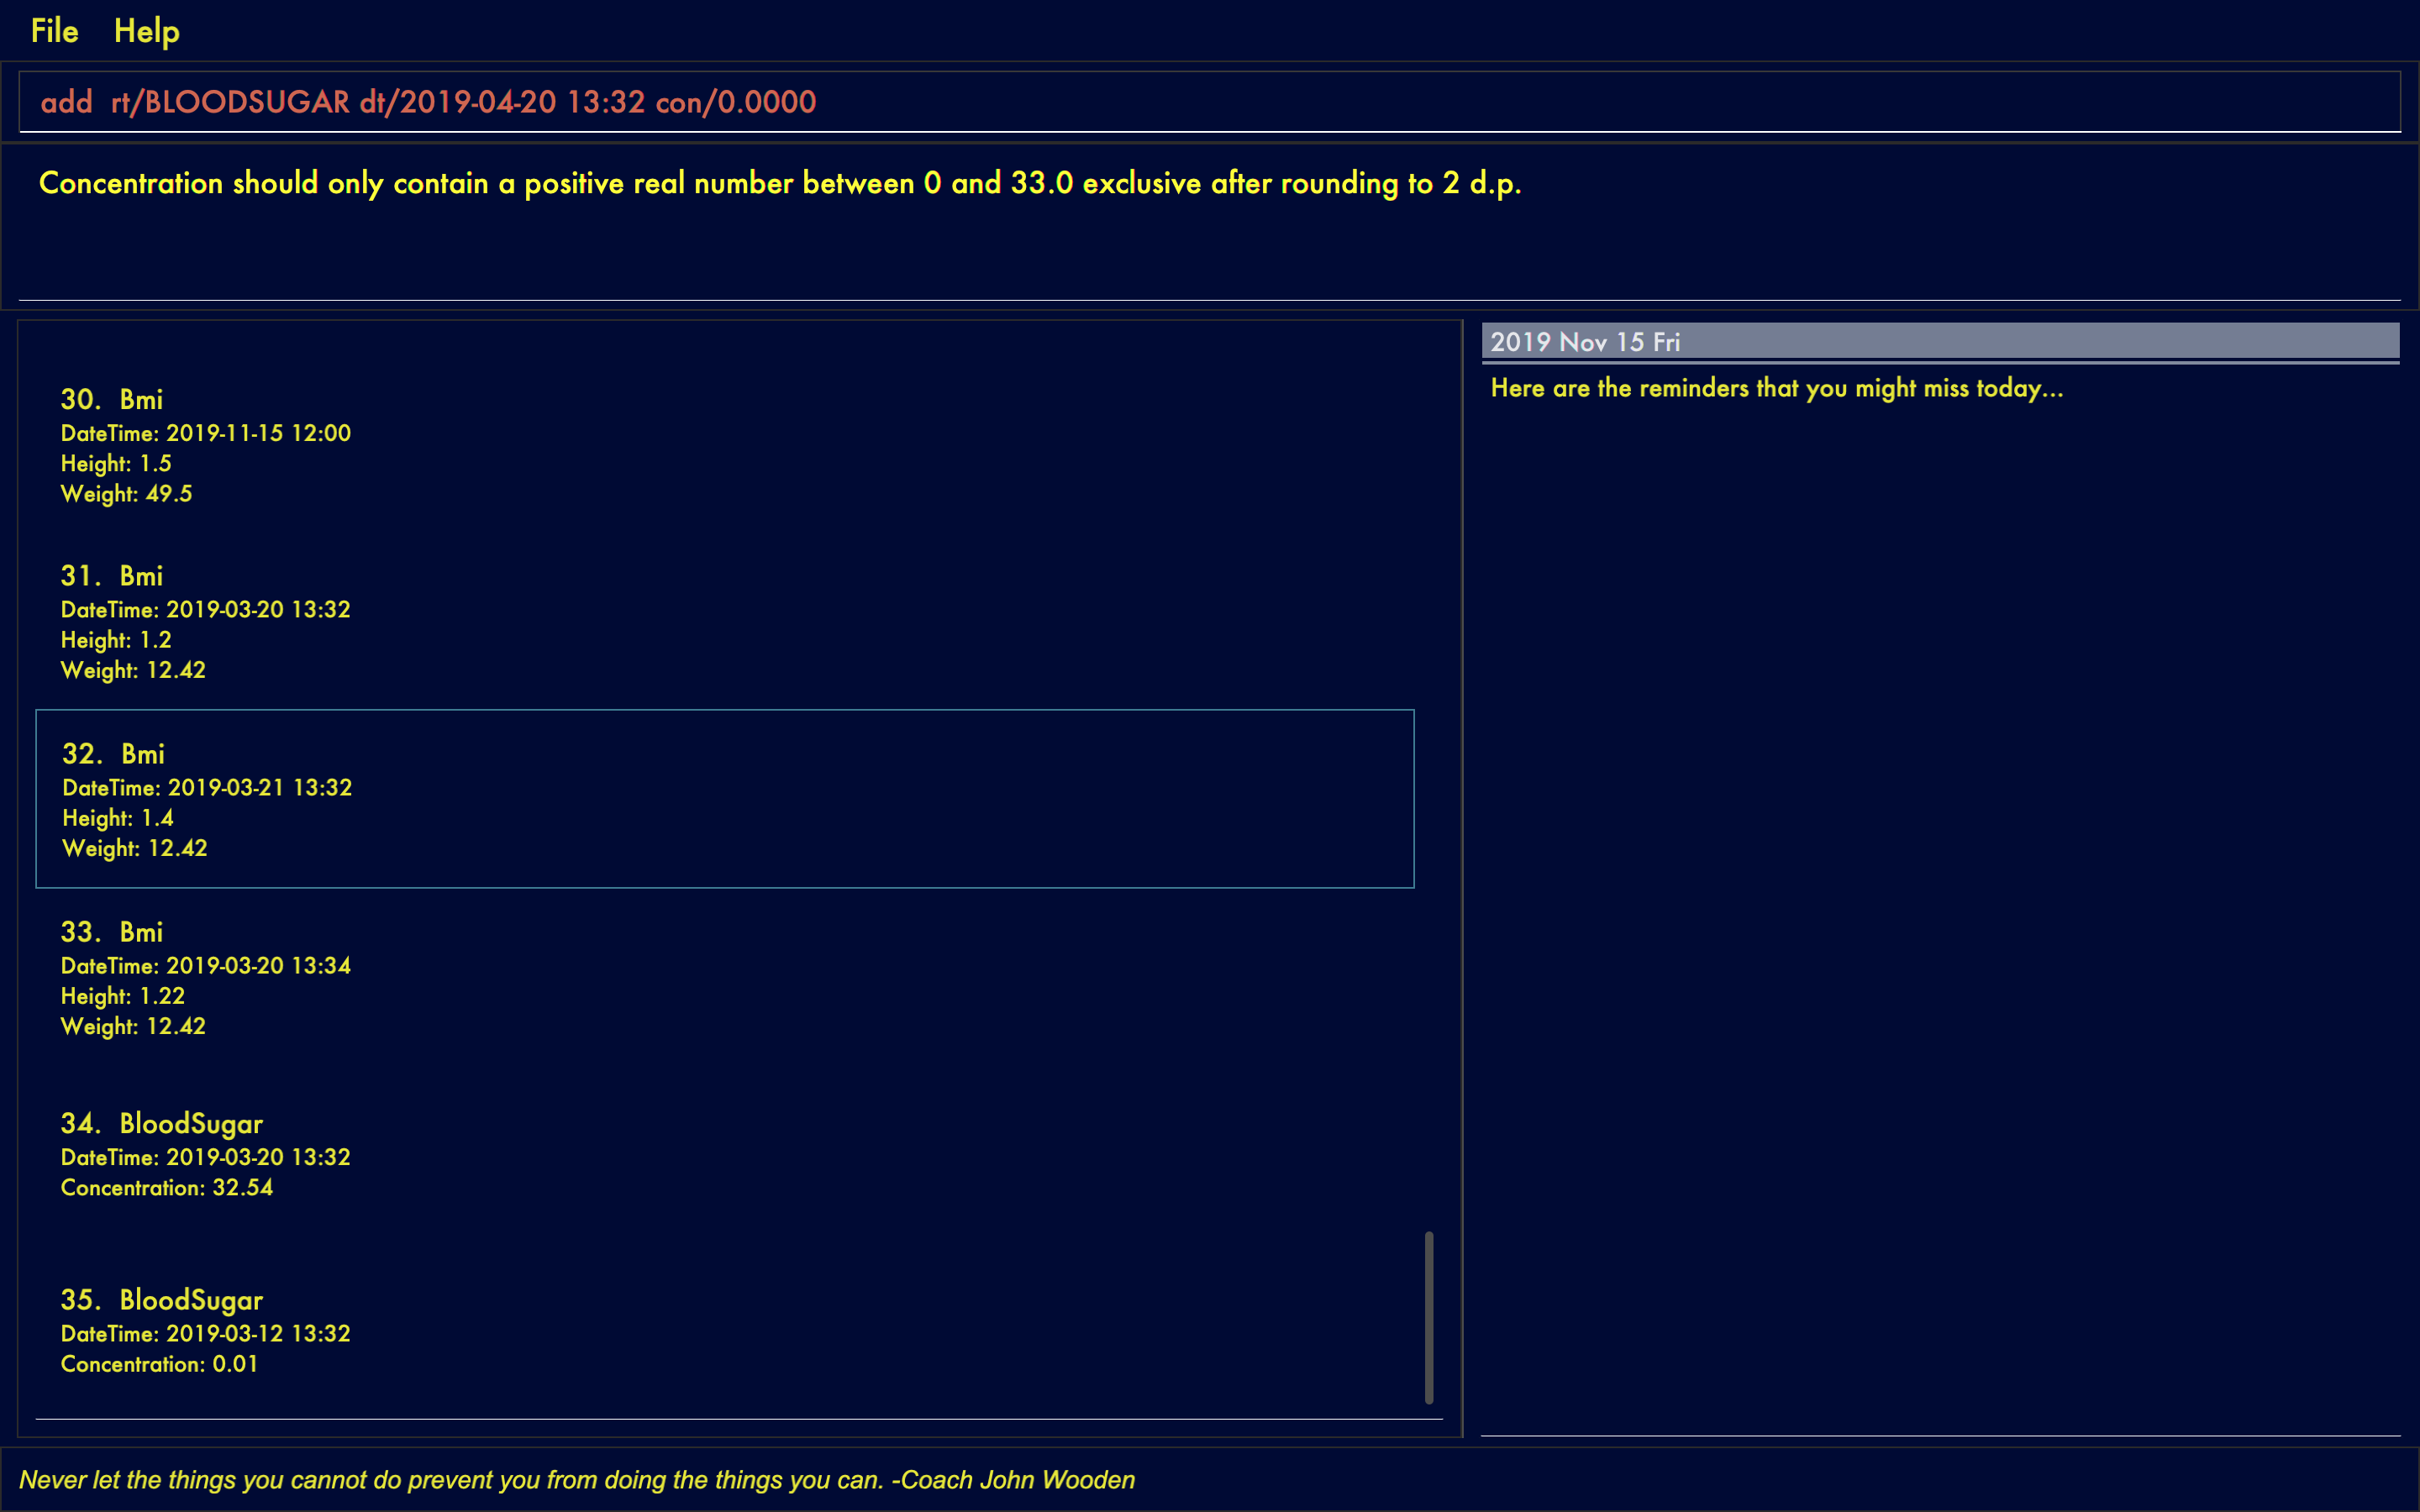 File Help
add rt/BLOODSUGAR dt/2019-04-20 13:32 con/0.0000
Concentration should only contain a positive real number between 0 and 33.0 exclusive after rounding to 2 d.p.
30. Bmi
DateTime: 2019-11-15 12:00
Height: 1.5
Weight: 49.5
31. Bmi
DateTime: 2019-03-20 13:32
Height: 1.2
Weight: 12.42
32. Bmi
DateTime: 2019-03-21 13:32
Height: 1.4
Weight: 12.42
33. Bmi
DateTime: 2019-03-20 13:34
Height: 1.22
Weight: 12.42
34. BloodSugar
DateTime: 2019-03-20 13:32
Concentration: 32.54
35. BloodSugar
DateTime: 2019-03-12 13:32
Concentration: 0.01
2019 Nov 15 Fri
Here are the reminders that you might miss today...
Never let the things you cannot do prevent you from doing the things you can. -Coach John Wooden